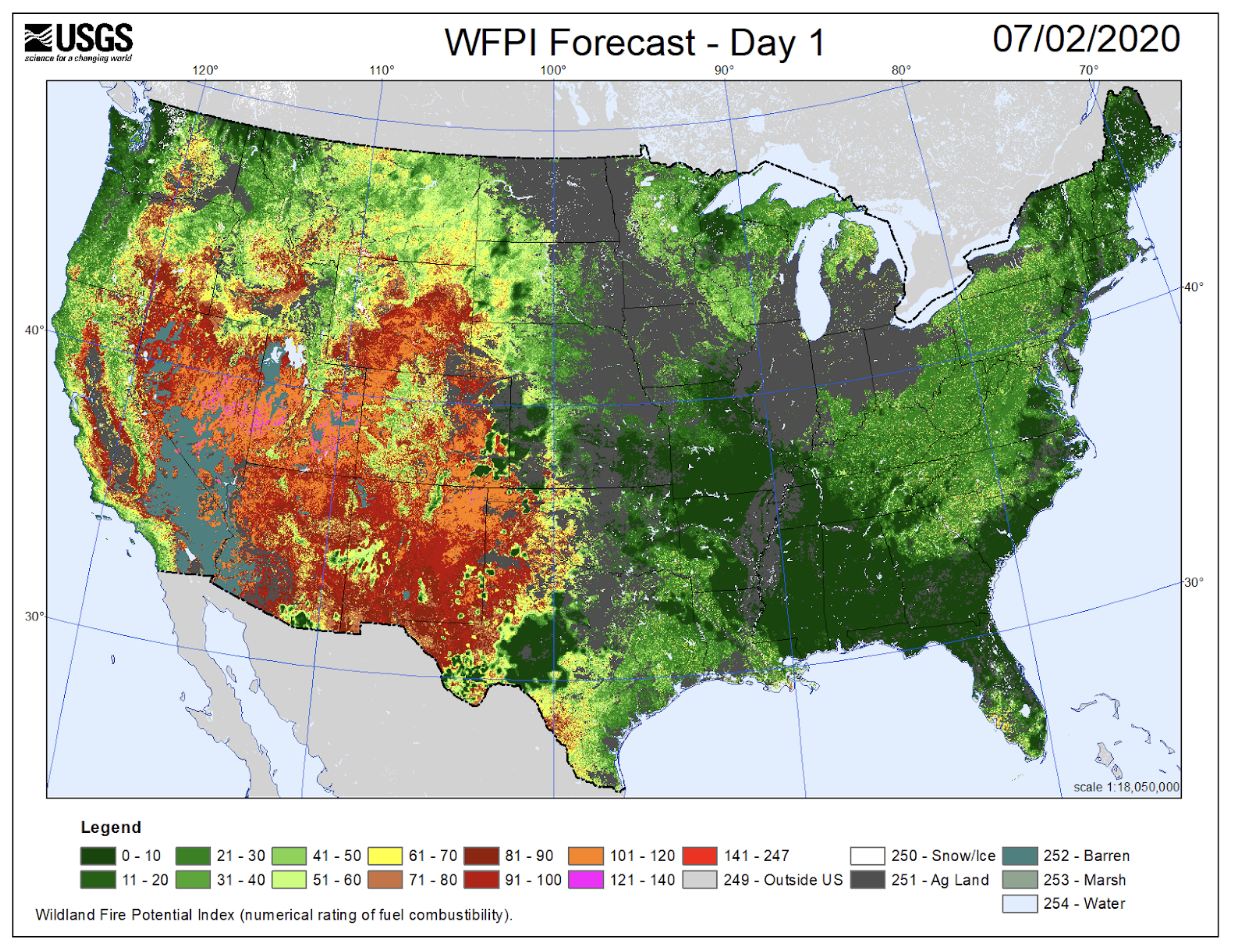 USGS
science for a changing world
WFPI Forecast - Day 1
07/02/2020
120°
110°
100°
90°
80°
70°
40°
40°
30°
30°
scale 1:18,050,000
Legend
0 - 10
21 - 30
41 - 50
61 - 70
81 - 90
101 - 120
141 - 247
250 - Snow/Ice
252 - Barren
11 - 20
31 - 40
51 - 60
71 - 80
91 - 100
121 - 140
249 - Outside US
251 - Ag Land
253 - Marsh
254 - Water
Wildland Fire Potential Index (numerical rating of fuel combustibility).